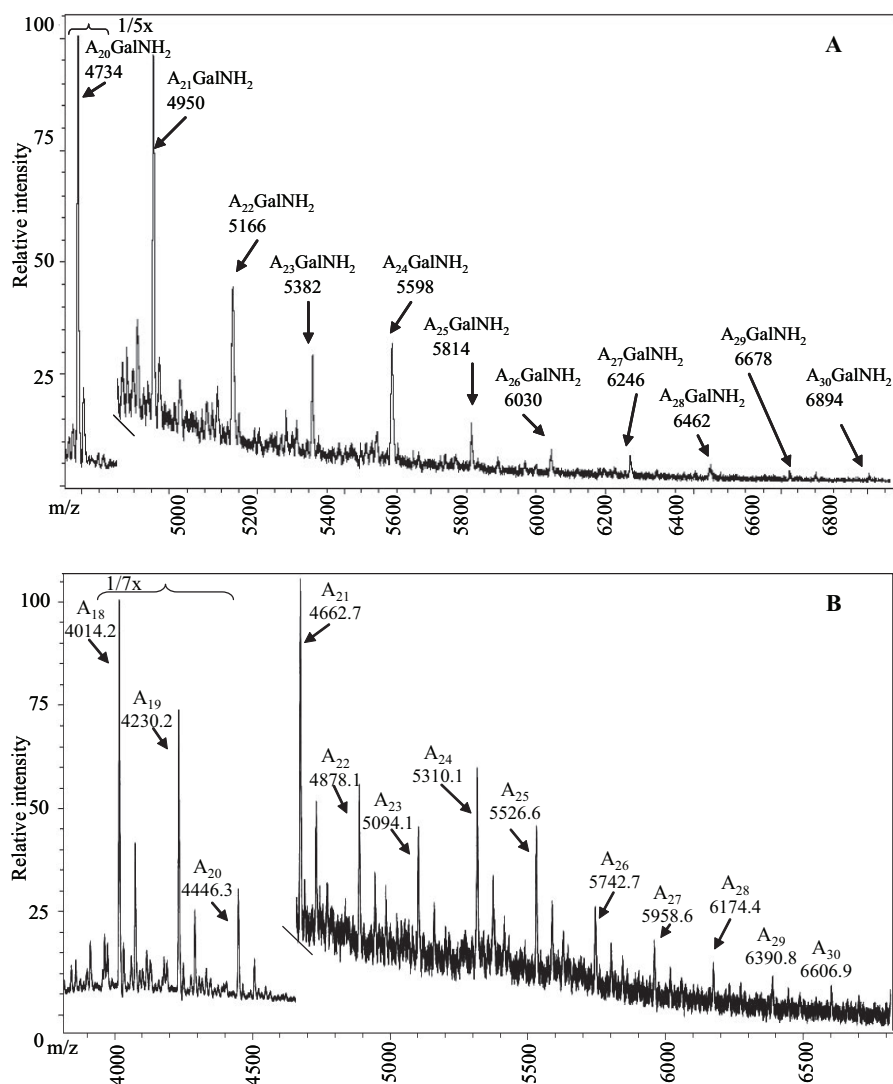 100
1/5x
A
A₂₀GalNH₂
4734
A₂₁GalNH₂
4950
75
A₂₂GalNH₂
5166
Relative intensity
50
A₂₃GalNH₂
5382
A₂₄GalNH₂
5598
A₂₅GalNH₂
5814
A₂₆GalNH₂
6030
A₂₇GalNH₂
6246
A₂₈GalNH₂
6462
A₂₉GalNH₂
6678
A₃₀GalNH₂
6894
25
m/z
5000
5200
5400
5600
5800
6000
6200
6400
6600
6800
1/7x
B
100
A₁₈
4014.2
A₂₁
4662.7
75
A₁₉
4230.2
A₂₂
4878.1
A₂₃
5094.1
A₂₄
5310.1
A₂₅
5526.6
Relative intensity
50
A₂₀
4446.3
A₂₆
5742.7
A₂₇
5958.6
A₂₈
6174.4
A₂₉
6390.8
A₃₀
6606.9
25
0
m/z
4000
4500
5000
5500
6000
6500